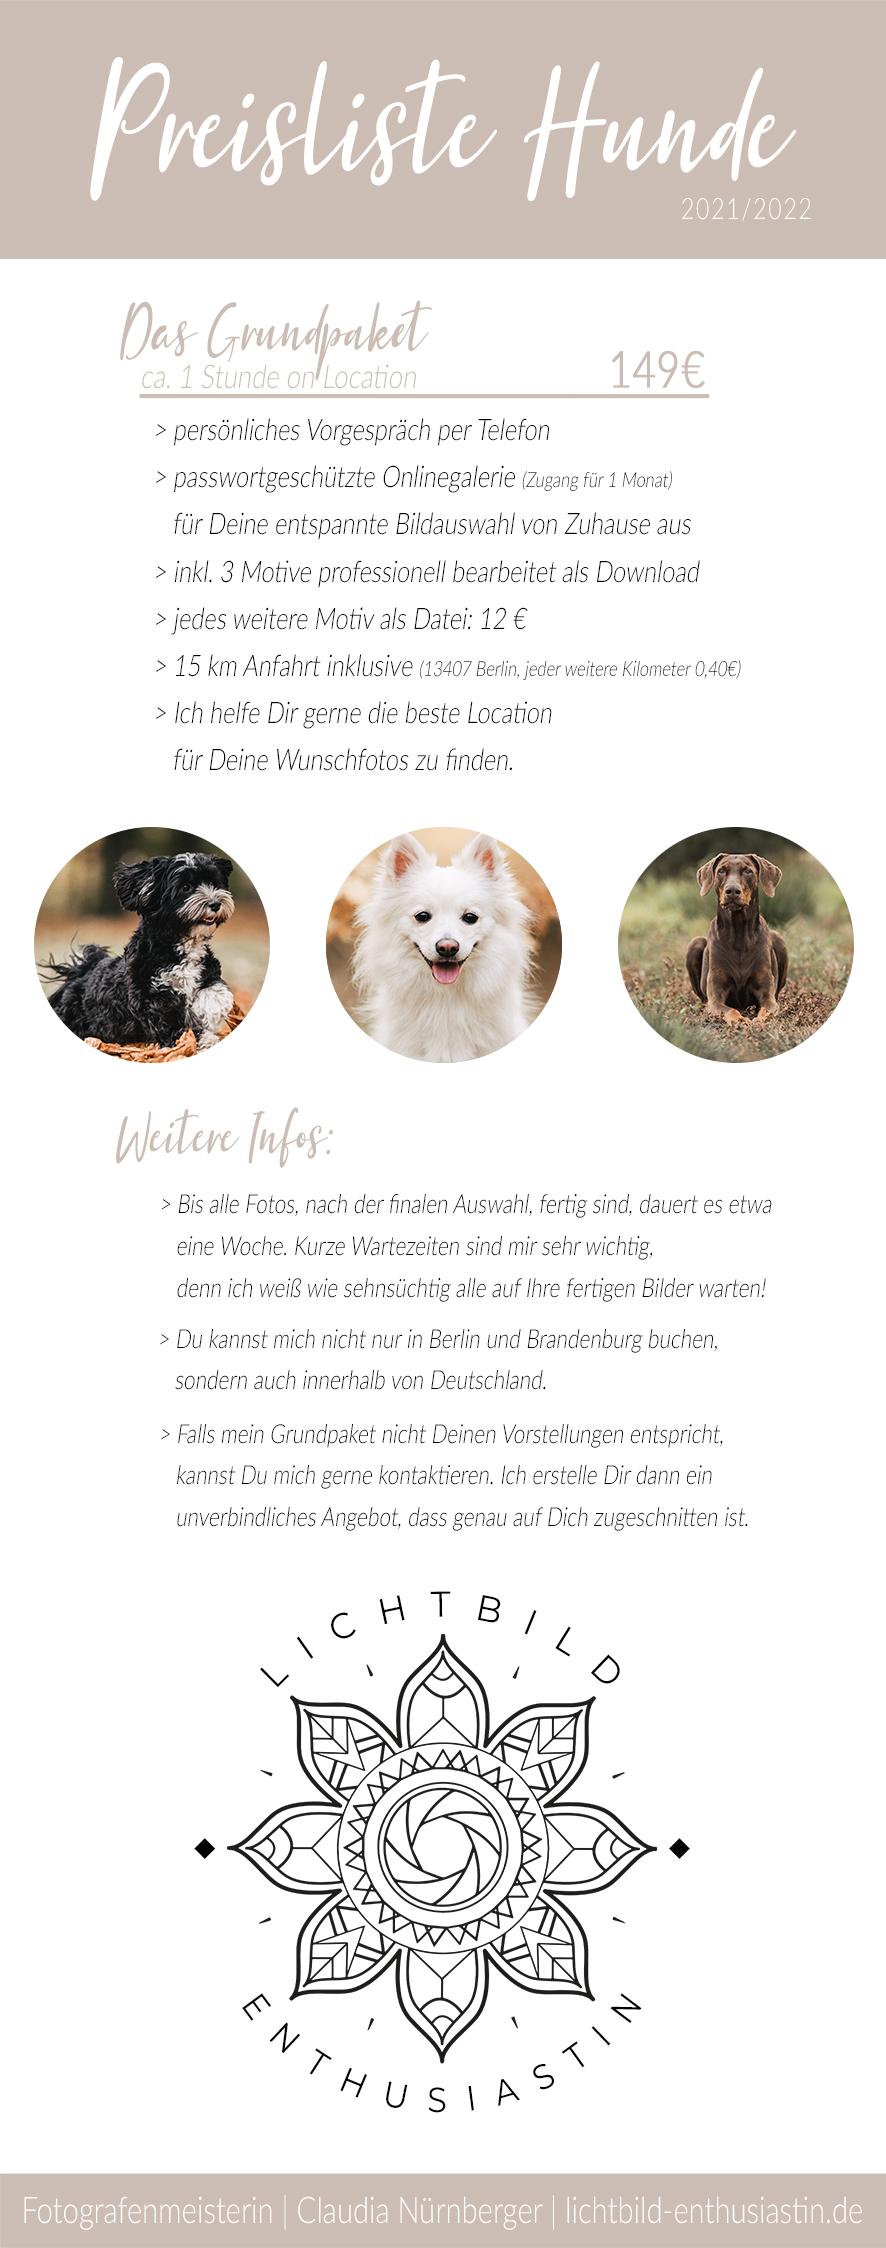 Preisliste Hunde
2021/2022
Das Grundpaket
ca. 1 Stunde on Location
149€
> persönliches Vorgespräch per Telefon
> passwortgeschützte Onlinegalerie (Zugang für 1 Monat)
für Deine entspannte Bildauswahl von Zuhause aus
> inkl. 3 Motive professionell bearbeitet als Download
> jedes weitere Motiv als Datei: 12 €
> 15 km Anfahrt inklusive (13407 Berlin, jeder weitere Kilometer 0,40€)
> Ich helfe Dir gerne die beste Location
für Deine Wunschfotos zu finden.
Weitere Infos:
> Bis alle Fotos, nach der finalen Auswahl, fertig sind, dauert es etwa
eine Woche. Kurze Wartezeiten sind mir sehr wichtig,
denn ich weiß wie sehnsüchtig alle auf Ihre fertigen Bilder warten!
> Du kannst mich nicht nur in Berlin und Brandenburg buchen,
sondern auch innerhalb von Deutschland.
> Falls mein Grundpaket nicht Deinen Vorstellungen entspricht,
kannst Du mich gerne kontaktieren. Ich erstelle Dir dann ein
unverbindliches Angebot, dass genau auf Dich zugeschnitten ist.
LICHTBILD
ENTHUSIASTIN
Fotografenmeisterin | Claudia Nürnberger | lichtbild-enthusiastin.de